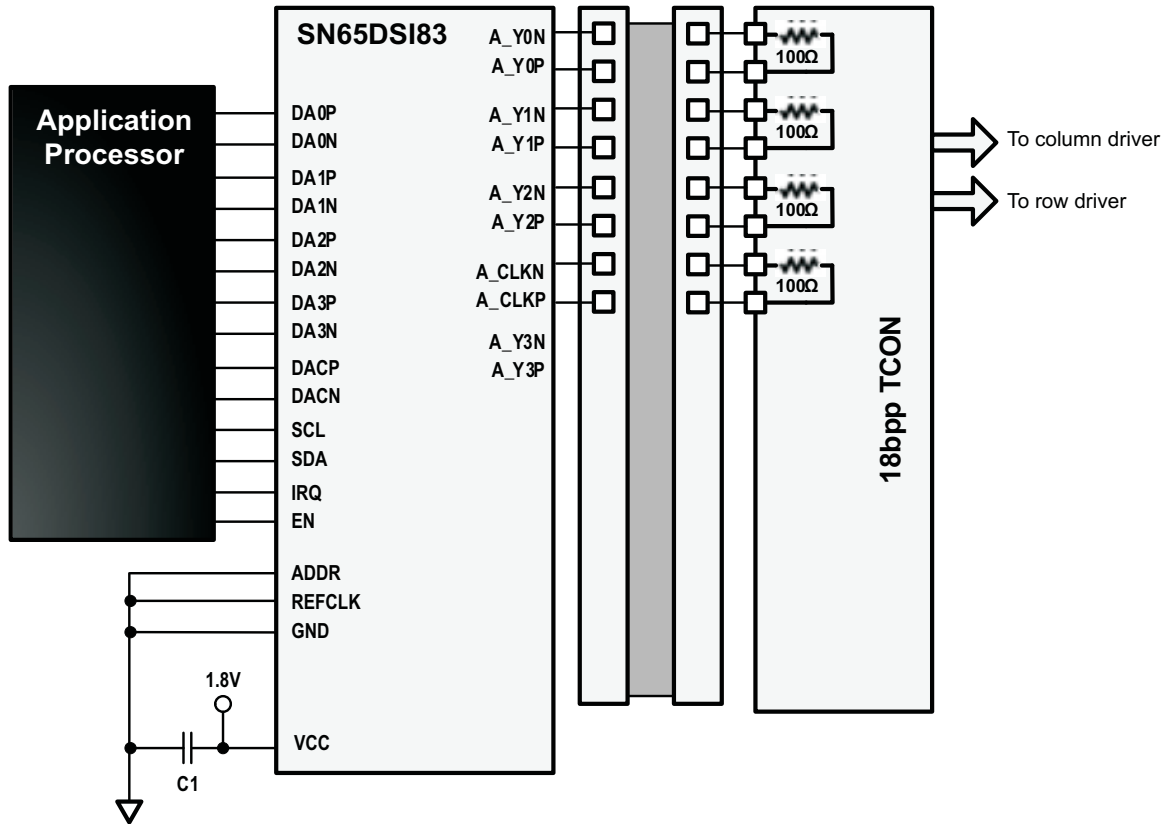 SN65DSI83
Application
Processor
DA0P
DA0N
DA1P
DA1N
DA2P
DA2N
DA3P
DA3N
DACP
DACN
SCL
SDA
IRQ
EN
ADDR
REFCLK
GND
1.8V
VCC
C1
A_Y0N
A_Y0P
A_Y1N
A_Y1P
A_Y2N
A_Y2P
A_CLKN
A_CLKP
A_Y3N
A_Y3P
100Ω
100Ω
100Ω
100Ω
18bpp TCON
To column driver
To row driver